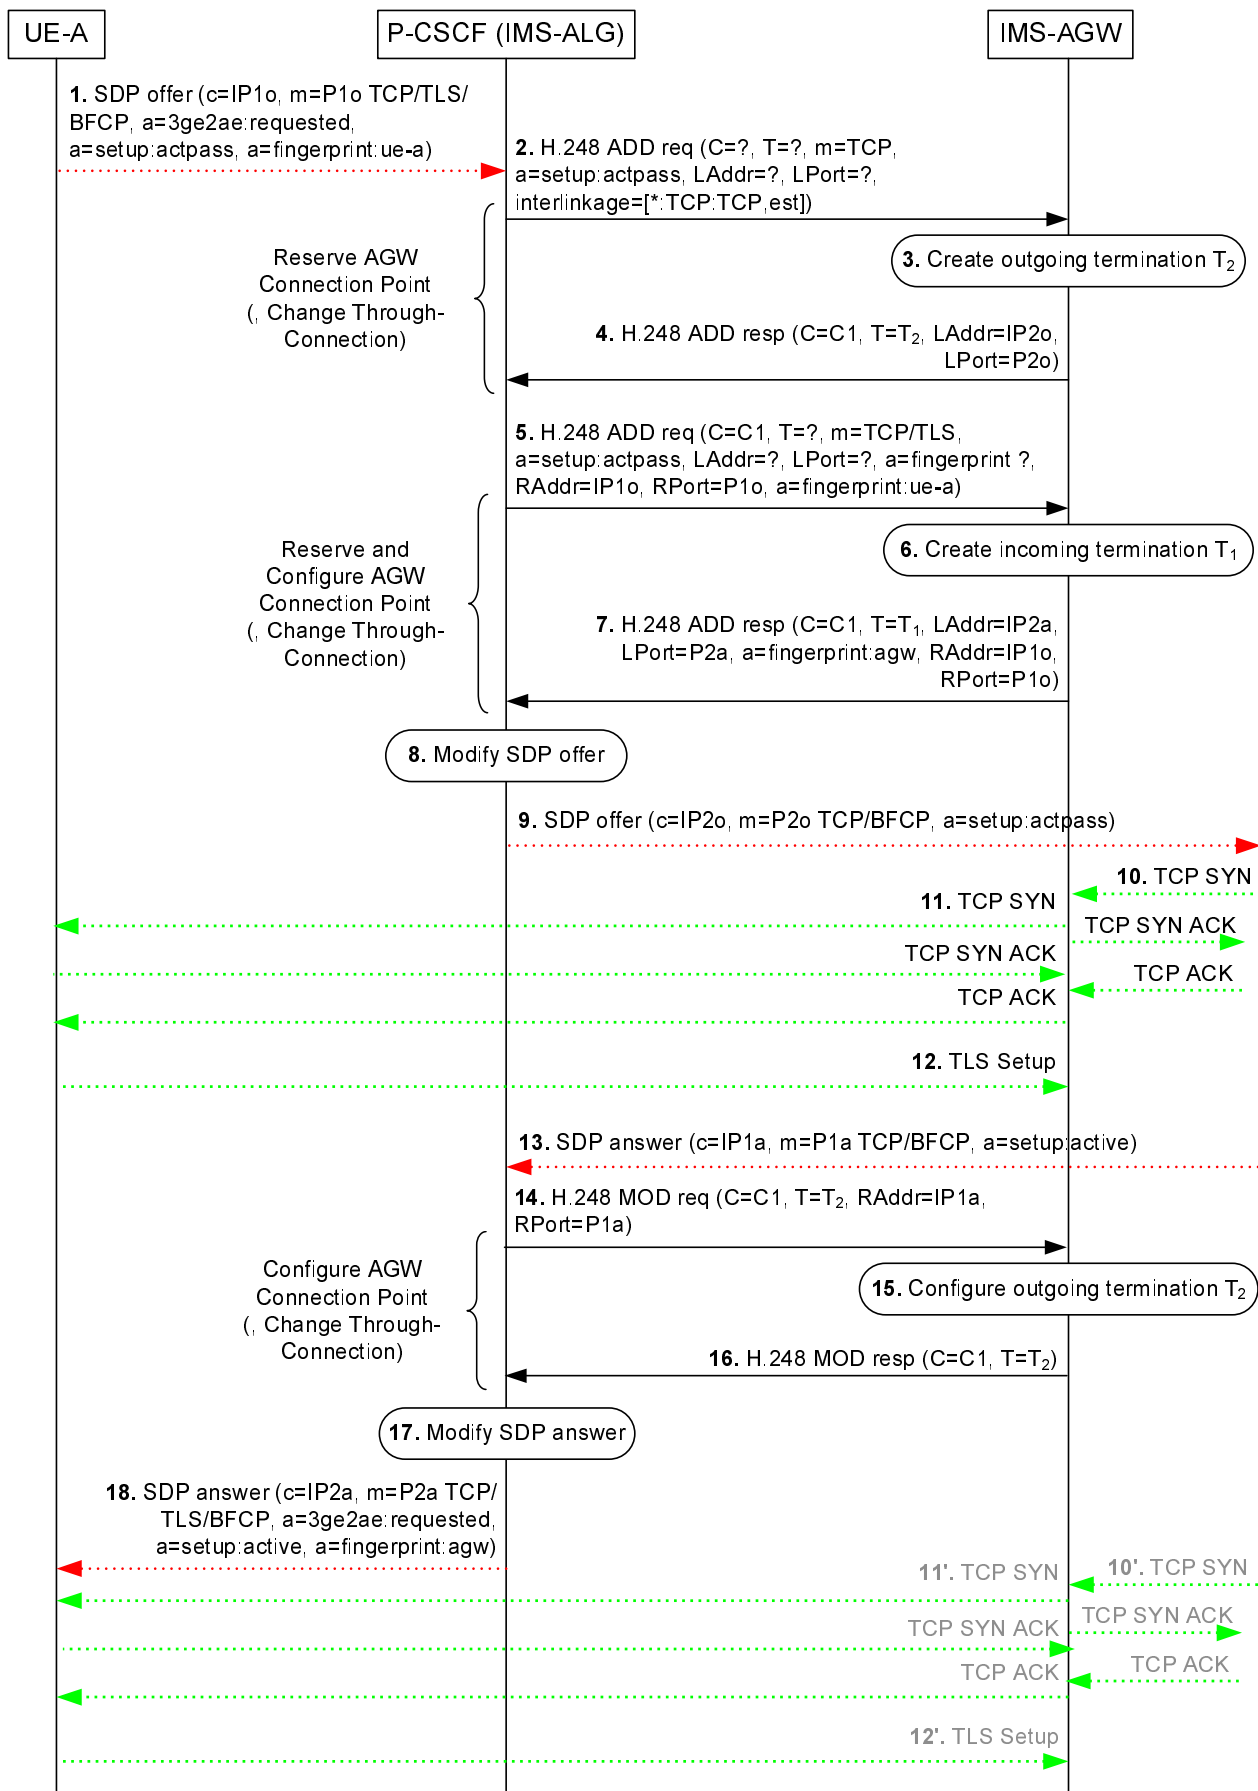 UE-A
P-CSCF (IMS-ALG)
IMS-AGW
1. SDP offer (c=IP1o, m=P1o TCP/TLS/
BFCP, a=3ge2ae:requested,
a=setup:actpass, a=fingerprint:ue-a)
2. H.248 ADD req (C=?, T=?, m=TCP,
a=setup:actpass, LAddr=?, LPort=?,
interlinkage=[*:TCP:TCP,est])
Reserve AGW
Connection Point
(, Change Through-
Connection)
3. Create outgoing termination T2
4. H.248 ADD resp (C=C1, T=T2, LAddr=IP2o,
LPort=P2o)
5. H.248 ADD req (C=C1, T=?, m=TCP/TLS,
a=setup:actpass, LAddr=?, LPort=?, a=fingerprint ?,
RAddr=IP1o, RPort=P1o, a=fingerprint:ue-a)
Reserve and
Configure AGW
Connection Point
(, Change Through-
Connection)
6. Create incoming termination T1
7. H.248 ADD resp (C=C1, T=T1, LAddr=IP2a,
LPort=P2a, a=fingerprint:agw, RAddr=IP1o,
RPort=P1o)
8. Modify SDP offer
9. SDP offer (c=IP2o, m=P2o TCP/BFCP, a=setup:actpass)
10. TCP SYN
11. TCP SYN
TCP SYN ACK
TCP SYN ACK
TCP ACK
TCP ACK
12. TLS Setup
13. SDP answer (c=IP1a, m=P1a TCP/BFCP, a=setup:active)
14. H.248 MOD req (C=C1, T=T2, RAddr=IP1a,
RPort=P1a)
Configure AGW
Connection Point
(, Change Through-
Connection)
15. Configure outgoing termination T2
16. H.248 MOD resp (C=C1, T=T2)
17. Modify SDP answer
18. SDP answer (c=IP2a, m=P2a TCP/
TLS/BFCP, a=3ge2ae:requested,
a=setup:active, a=fingerprint:agw)
10'. TCP SYN
11'. TCP SYN
TCP SYN ACK
TCP SYN ACK
TCP ACK
TCP ACK
12'. TLS Setup